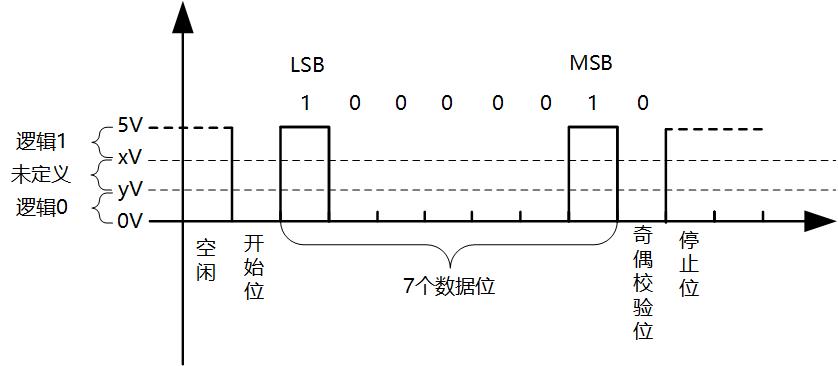 LSB
MSB
1 0 0 0 0 0 1 0
5V
逻辑1
xV
未定义
yV
逻辑0
0V
空闲
开始位
7个数据位
奇偶校验位
停止位